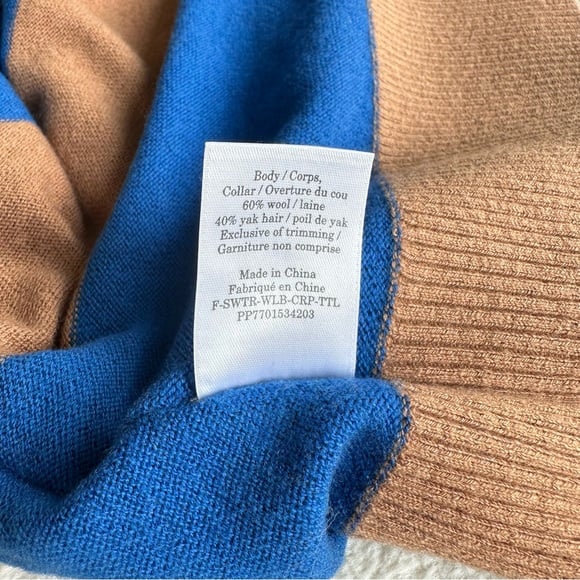 Body / Corps,
Collar / Overture du cou
60% wool / laine
40% yak hair / poil de yak
Exclusive of trimming /
Garniture non comprise
Made in China
Fabriqué en Chine
F-SWTR-WLB-CRP-TTL
PP7701534203